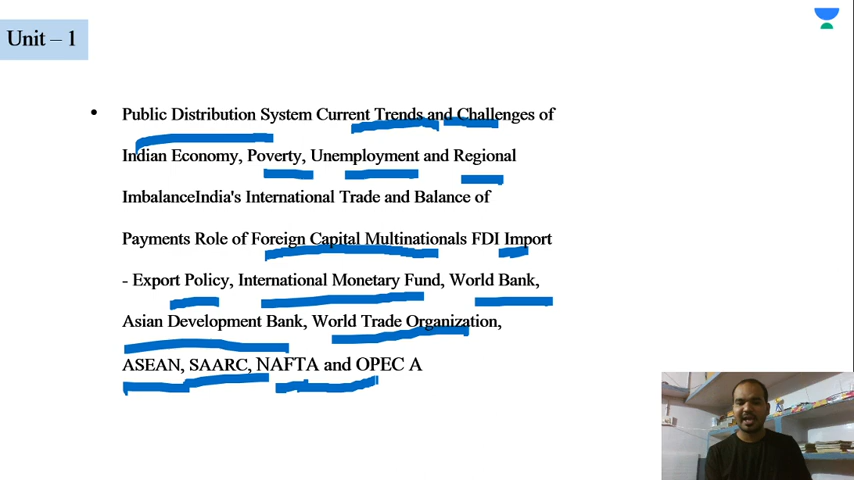 Unit – 1
• Public Distribution System Current Trends and Challenges of
Indian Economy, Poverty, Unemployment and Regional
ImbalanceIndia's International Trade and Balance of
Payments Role of Foreign Capital Multinationals FDI Import
- Export Policy, International Monetary Fund, World Bank,
Asian Development Bank, World Trade Organization,
ASEAN, SAARC, NAFTA and OPEC A